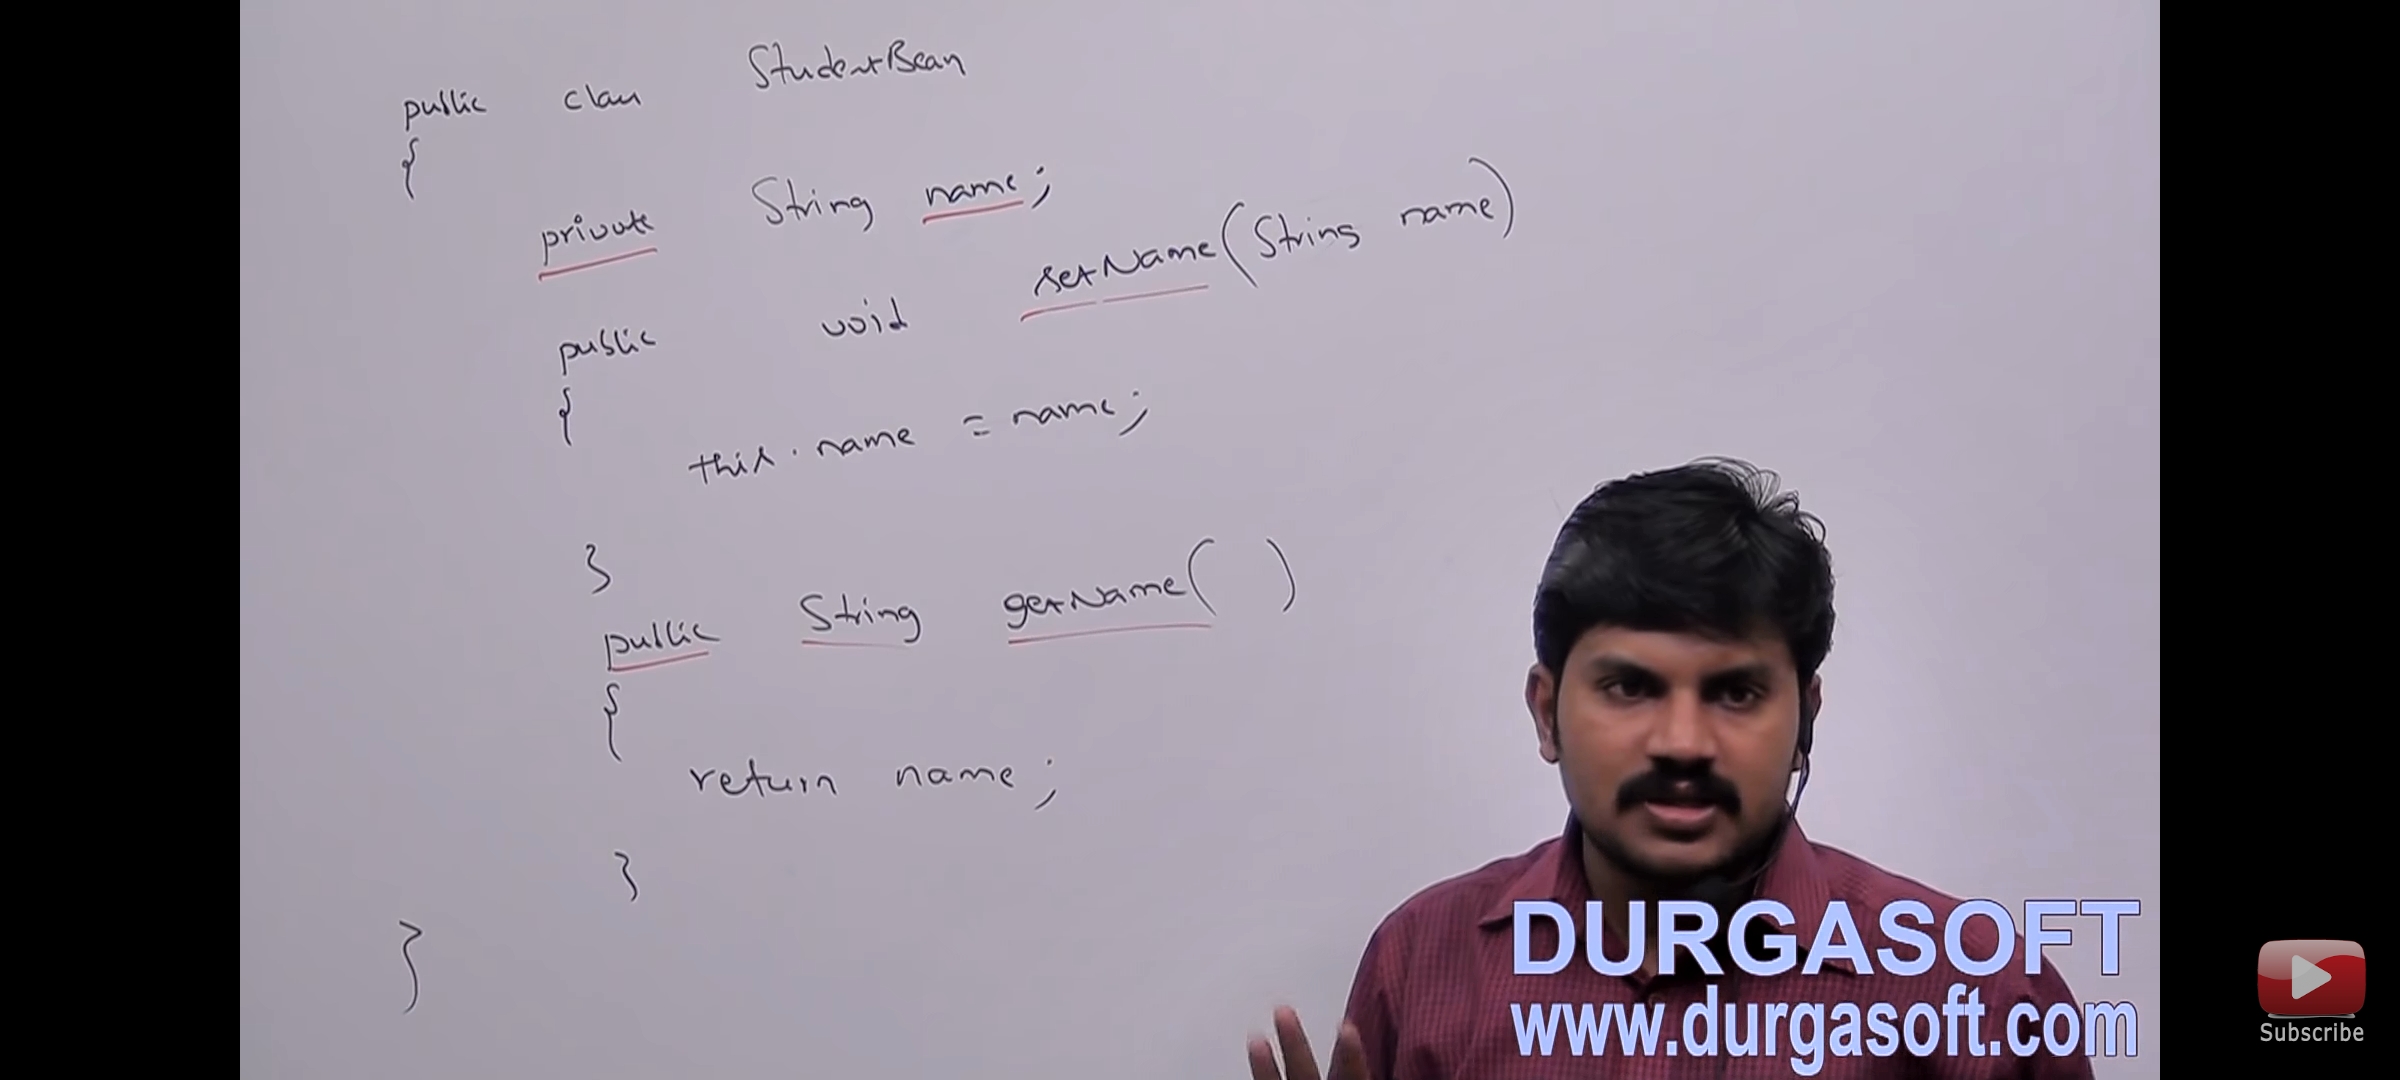 public class StudentBean
{
private String name;
public void setName(String name)
{
this.name = name;
}
public String getName( )
{
return name;
}
}
DURGASOFT
www.durgasoft.com
Subscribe